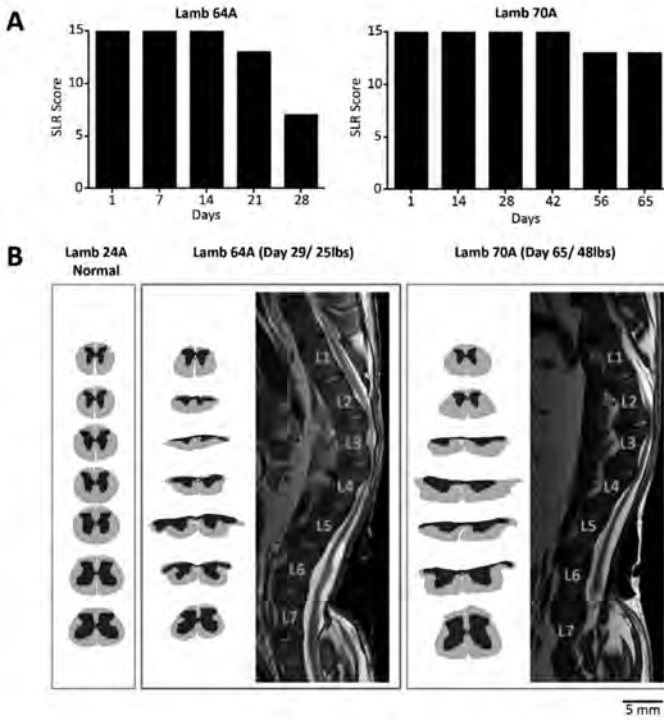 A
Lamb 64A
Lamb 70A
SLR Score
15
10
5
0
1
7
14
21
28
Days
SLR Score
15
10
5
0
1
14
28
42
56
65
Days
B
Lamb 24A
Normal
Lamb 64A (Day 29/ 25lbs)
Lamb 70A (Day 65/ 48lbs)
L1
L2
L3
L4
L5
L6
L7
L1
L2
L3
L4
L5
L6
L7
5 mm